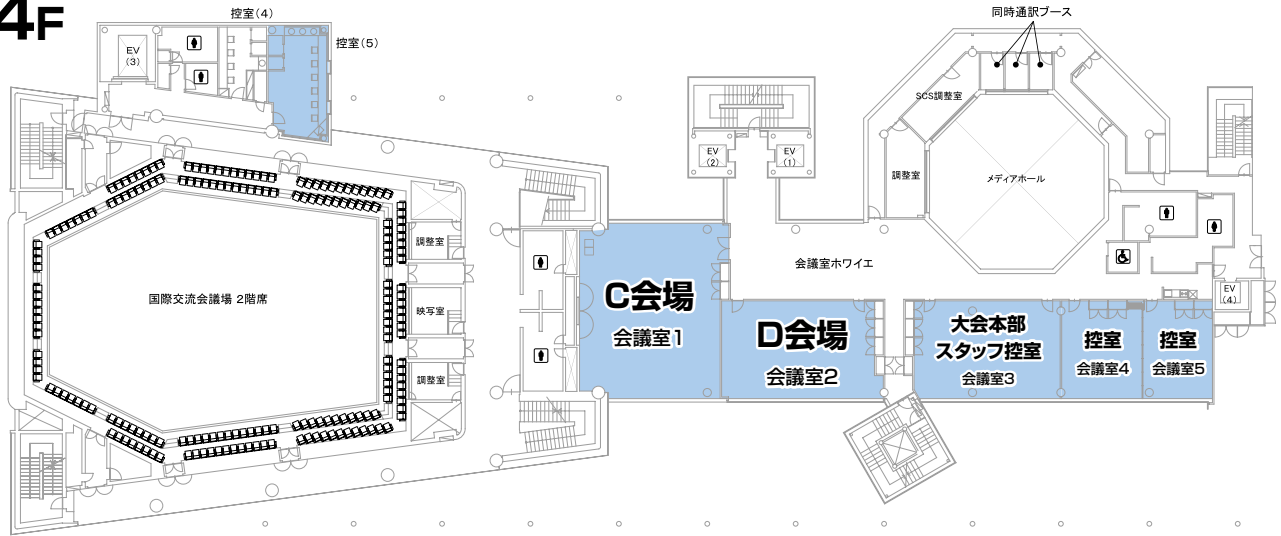 4F
控室(4)
控室(5)
EV
(3)
同時通訳ブース
SCS調整室
EV
(2)
EV
(1)
調整室
メディアホール
調整室
国際交流会議場 2階席
映写室
調整室
会議室ホワイエ
EV
(4)
C会場
会議室1
D会場
会議室2
大会本部
スタッフ控室
会議室3
控室
会議室4
控室
会議室5